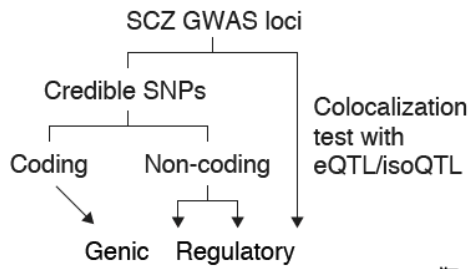 SCZ GWAS loci
Credible SNPs
Colocalization
test with
eQTL/isoQTL
Coding
Non-coding
Genic
Regulatory